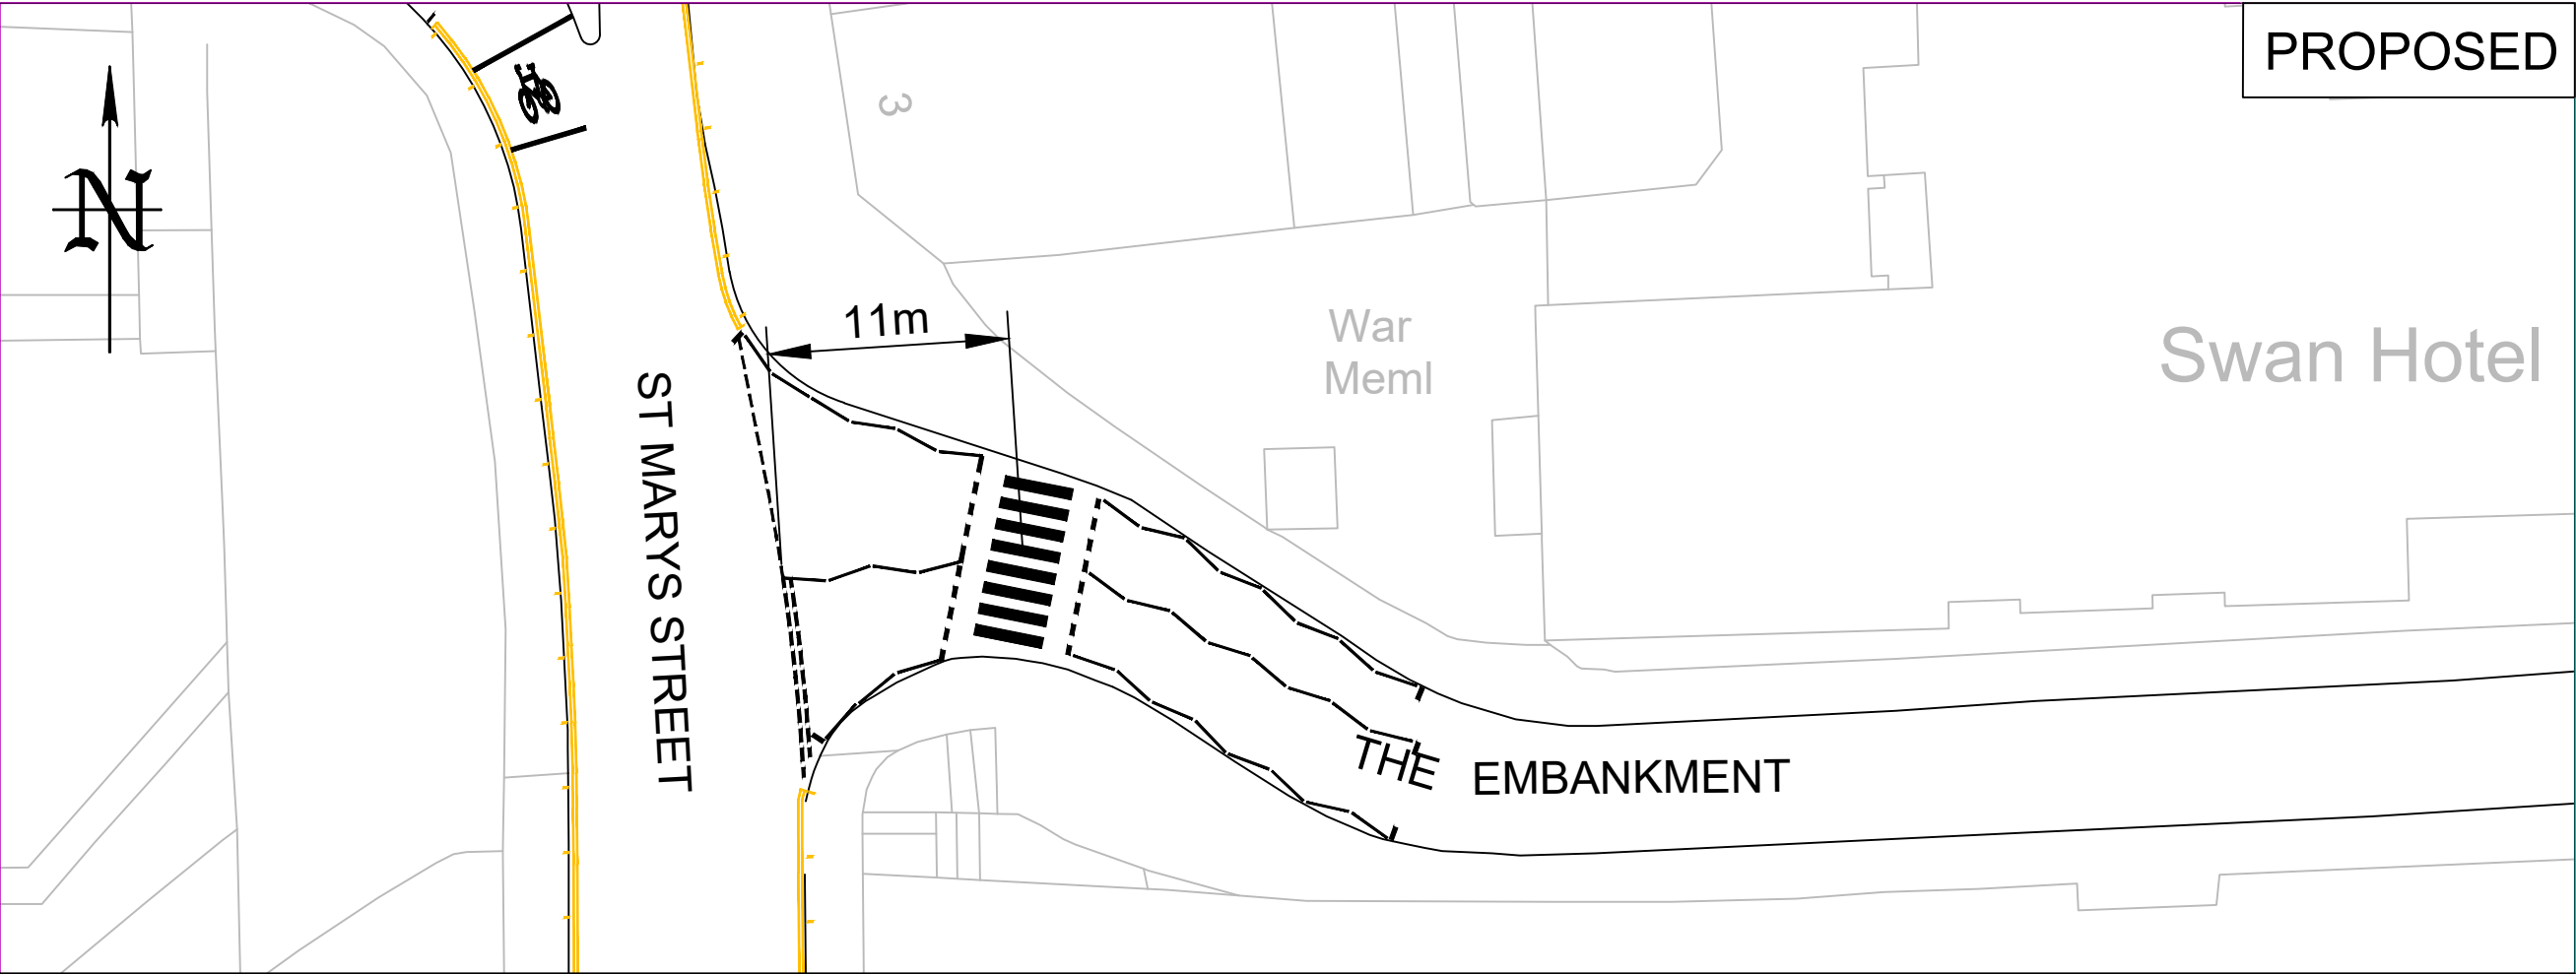 PROPOSED
N
3
11m
War
Meml
Swan Hotel
ST MARYS STREET
THE EMBANKMENT